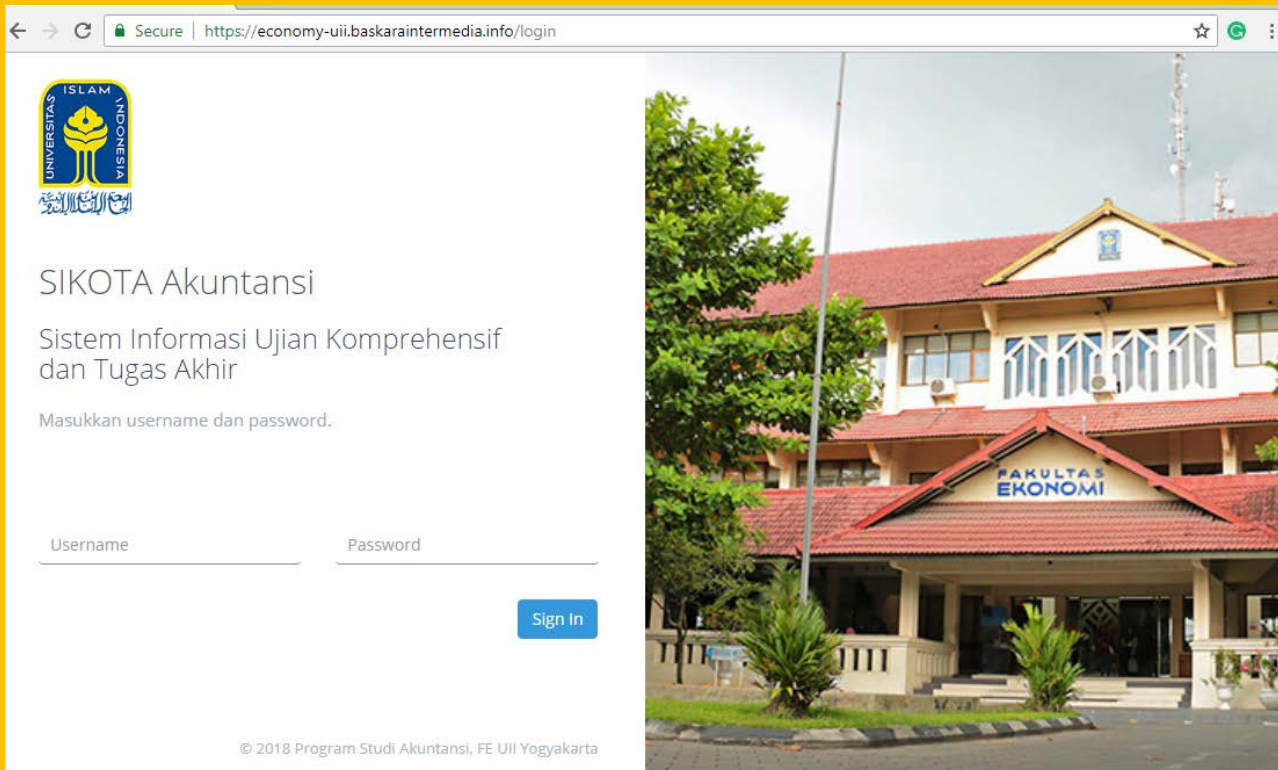 Secure | https://economy-uii.baskaraintermedia.info/login
UNIVERSITAS ISLAM INDONESIA
SIKOTA Akuntansi
Sistem Informasi Ujian Komprehensif
dan Tugas Akhir
Masukkan username dan password.
Username Password
Sign In
© 2018 Program Studi Akuntansi, FE UII Yogyakarta
FAKULTAS
EKONOMI